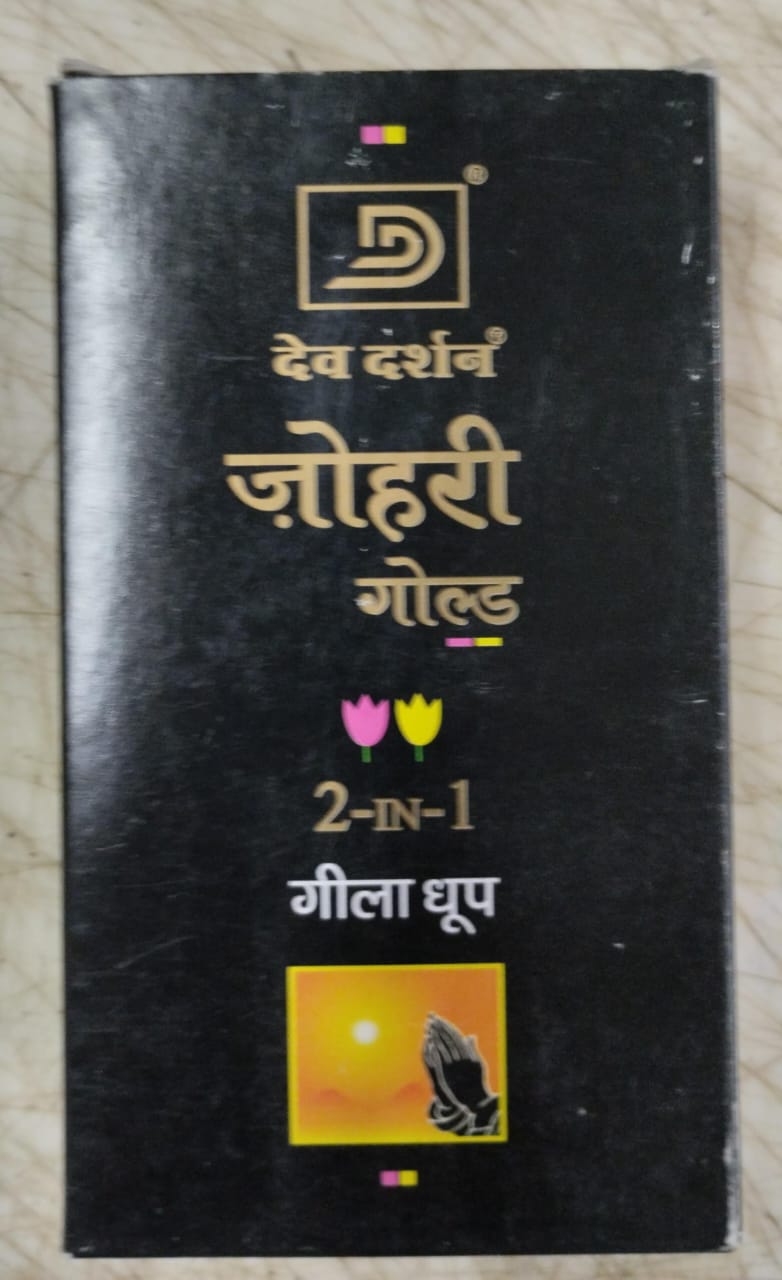 ®
देव दर्शन®
ज़ोहरी
गोल्ड
2-IN-1
गीला धूप